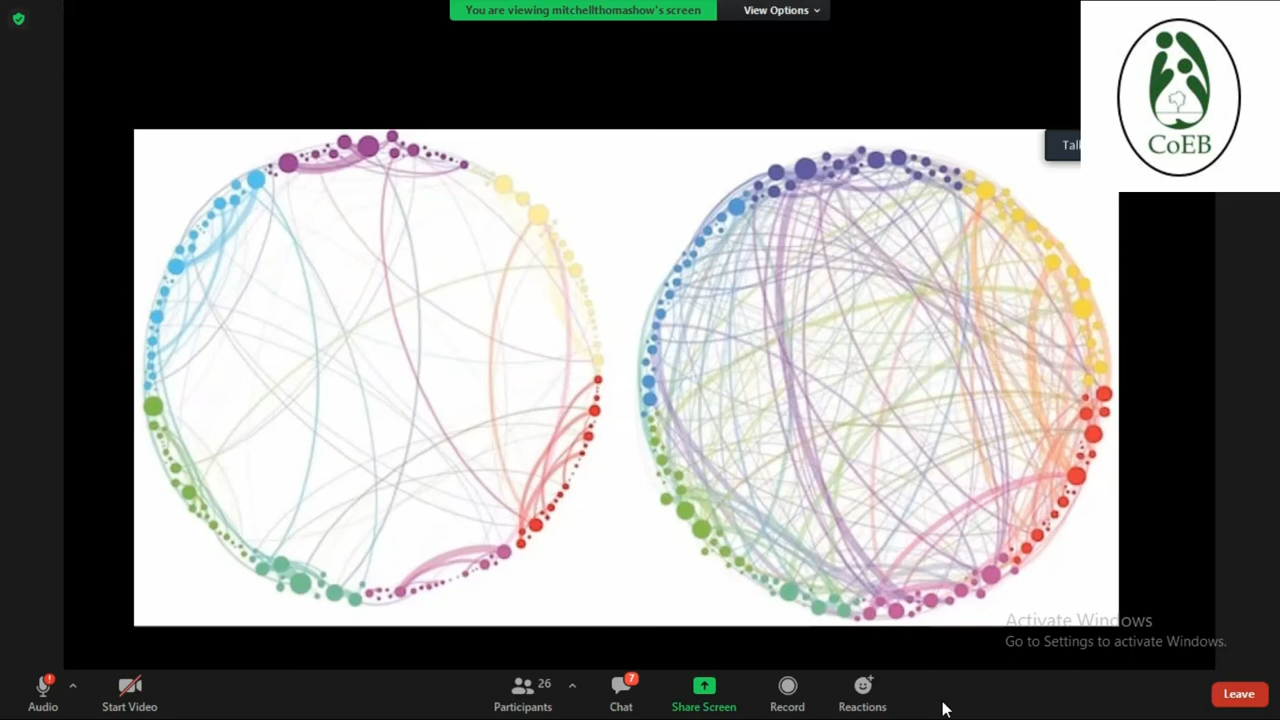 You are viewing mitchellthomashow's screen
View Options
Tal
CoEB
Activate Windows
Go to Settings to activate Windows.
Audio
Start Video
26
Participants
7
Chat
Share Screen
Record
Reactions
Leave